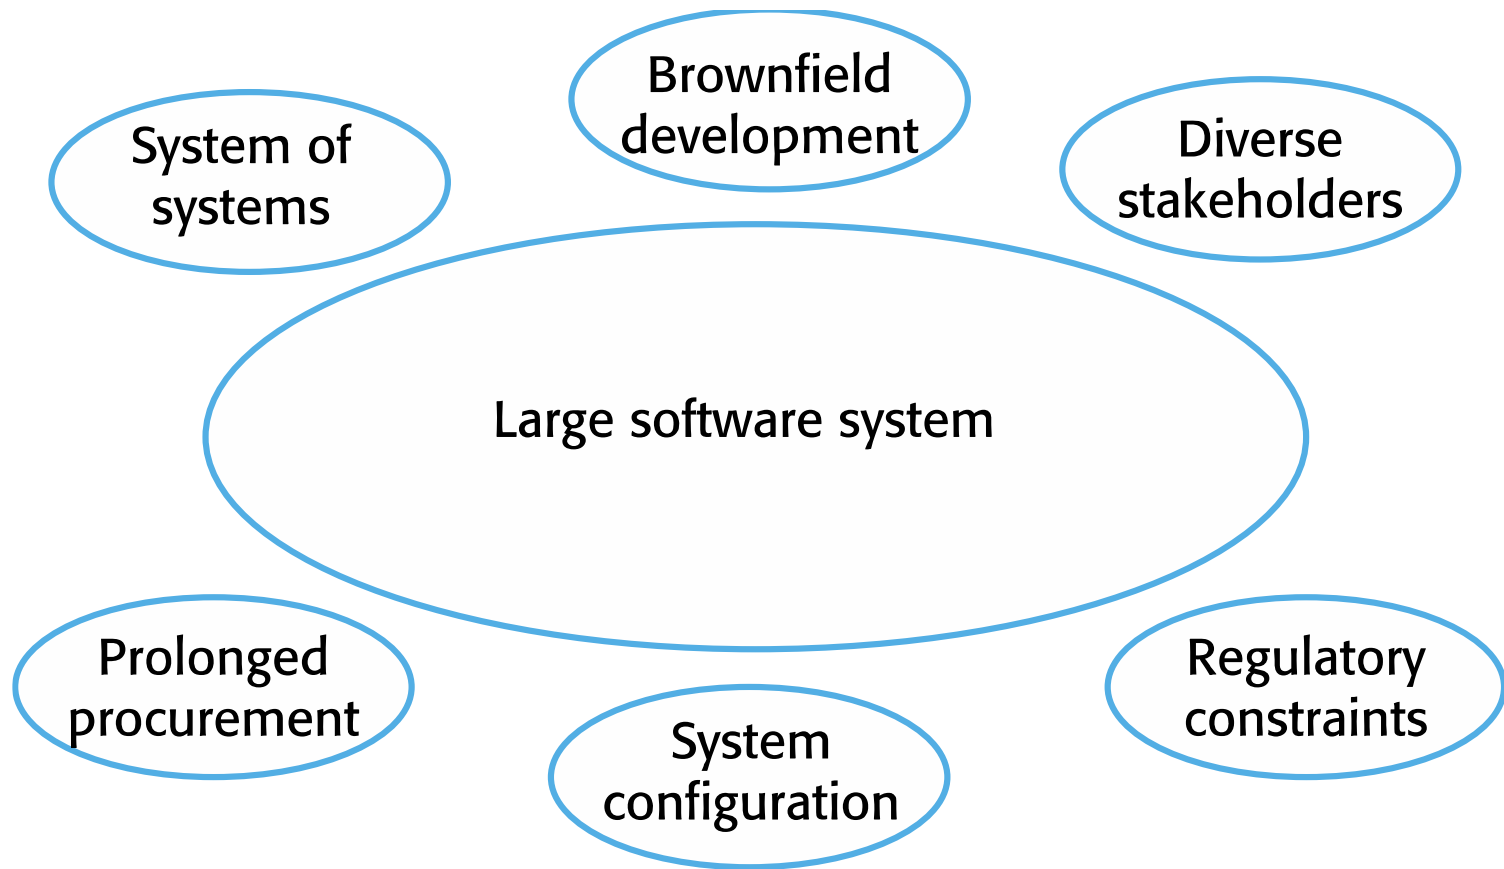 Brownfield
development
System of
systems
Diverse
stakeholders
Large software system
Prolonged
procurement
System
configuration
Regulatory
constraints